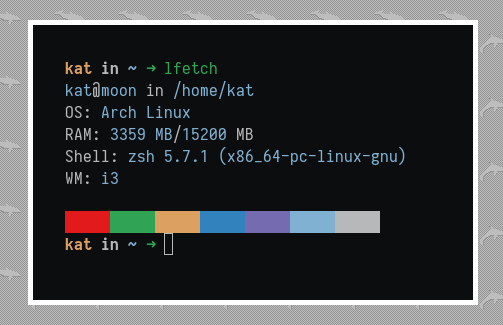 kat in ~ ➜ lfetch
kat@moon in /home/kat
OS: Arch Linux
RAM: 3359 MB/15200 MB
Shell: zsh 5.7.1 (x86_64-pc-linux-gnu)
WM: i3
kat in ~ ➜